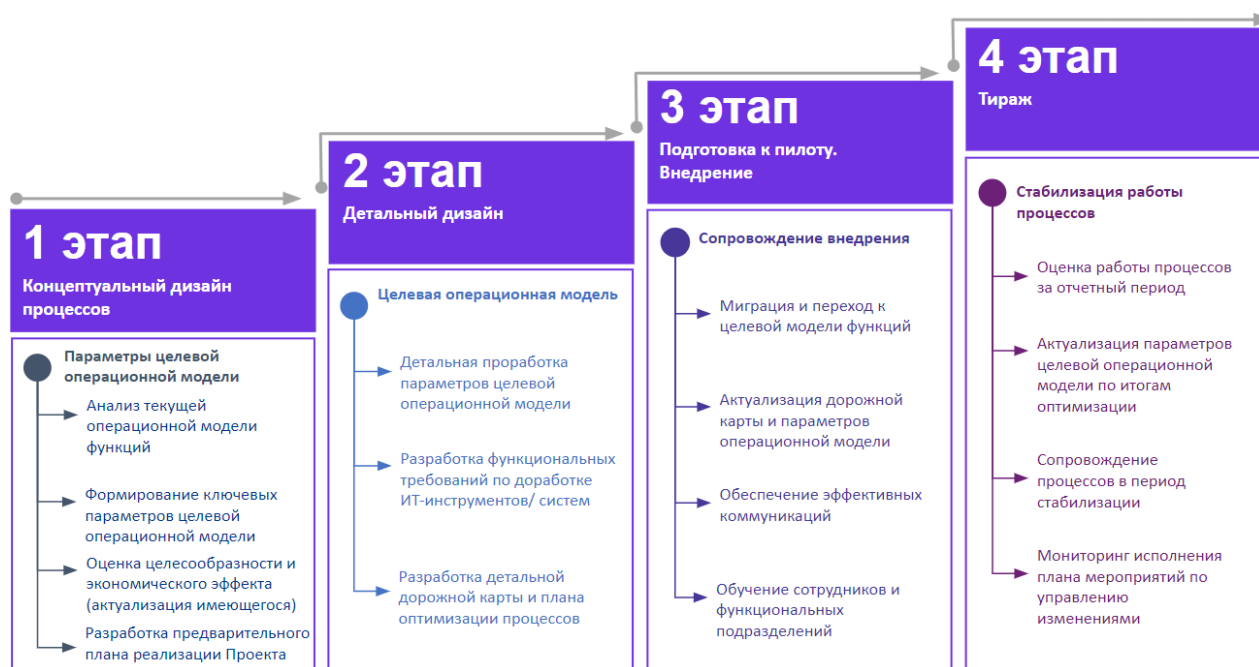 1 этап
Концептуальный дизайн
процессов
Параметры целевой
операционной модели
Анализ текущей
операционной модели
функций
Формирование ключевых
параметров целевой
операционной модели
Оценка целесообразности и
экономического эффекта
(актуализация имеющегося)
Разработка предварительного
плана реализации Проекта
2 этап
Детальный дизайн
Целевая операционная модель
Детальная проработка
параметров целевой
операционной модели
Разработка функциональных
требований по доработке
ИТ-инструментов/ систем
Разработка детальной
дорожной карты и плана
оптимизации процессов
3 этап
Подготовка к пилоту.
Внедрение
Сопровождение внедрения
Миграция и переход к
целевой модели функций
Актуализация дорожной
карты и параметров
операционной модели
Обеспечение эффективных
коммуникаций
Обучение сотрудников и
функциональных
подразделений
4 этап
Тираж
Стабилизация работы
процессов
Оценка работы процессов
за отчетный период
Актуализация параметров
целевой операционной
модели по итогам
оптимизации
Сопровождение
процессов в период
стабилизации
Мониторинг исполнения
плана мероприятий по
управлению
изменениями